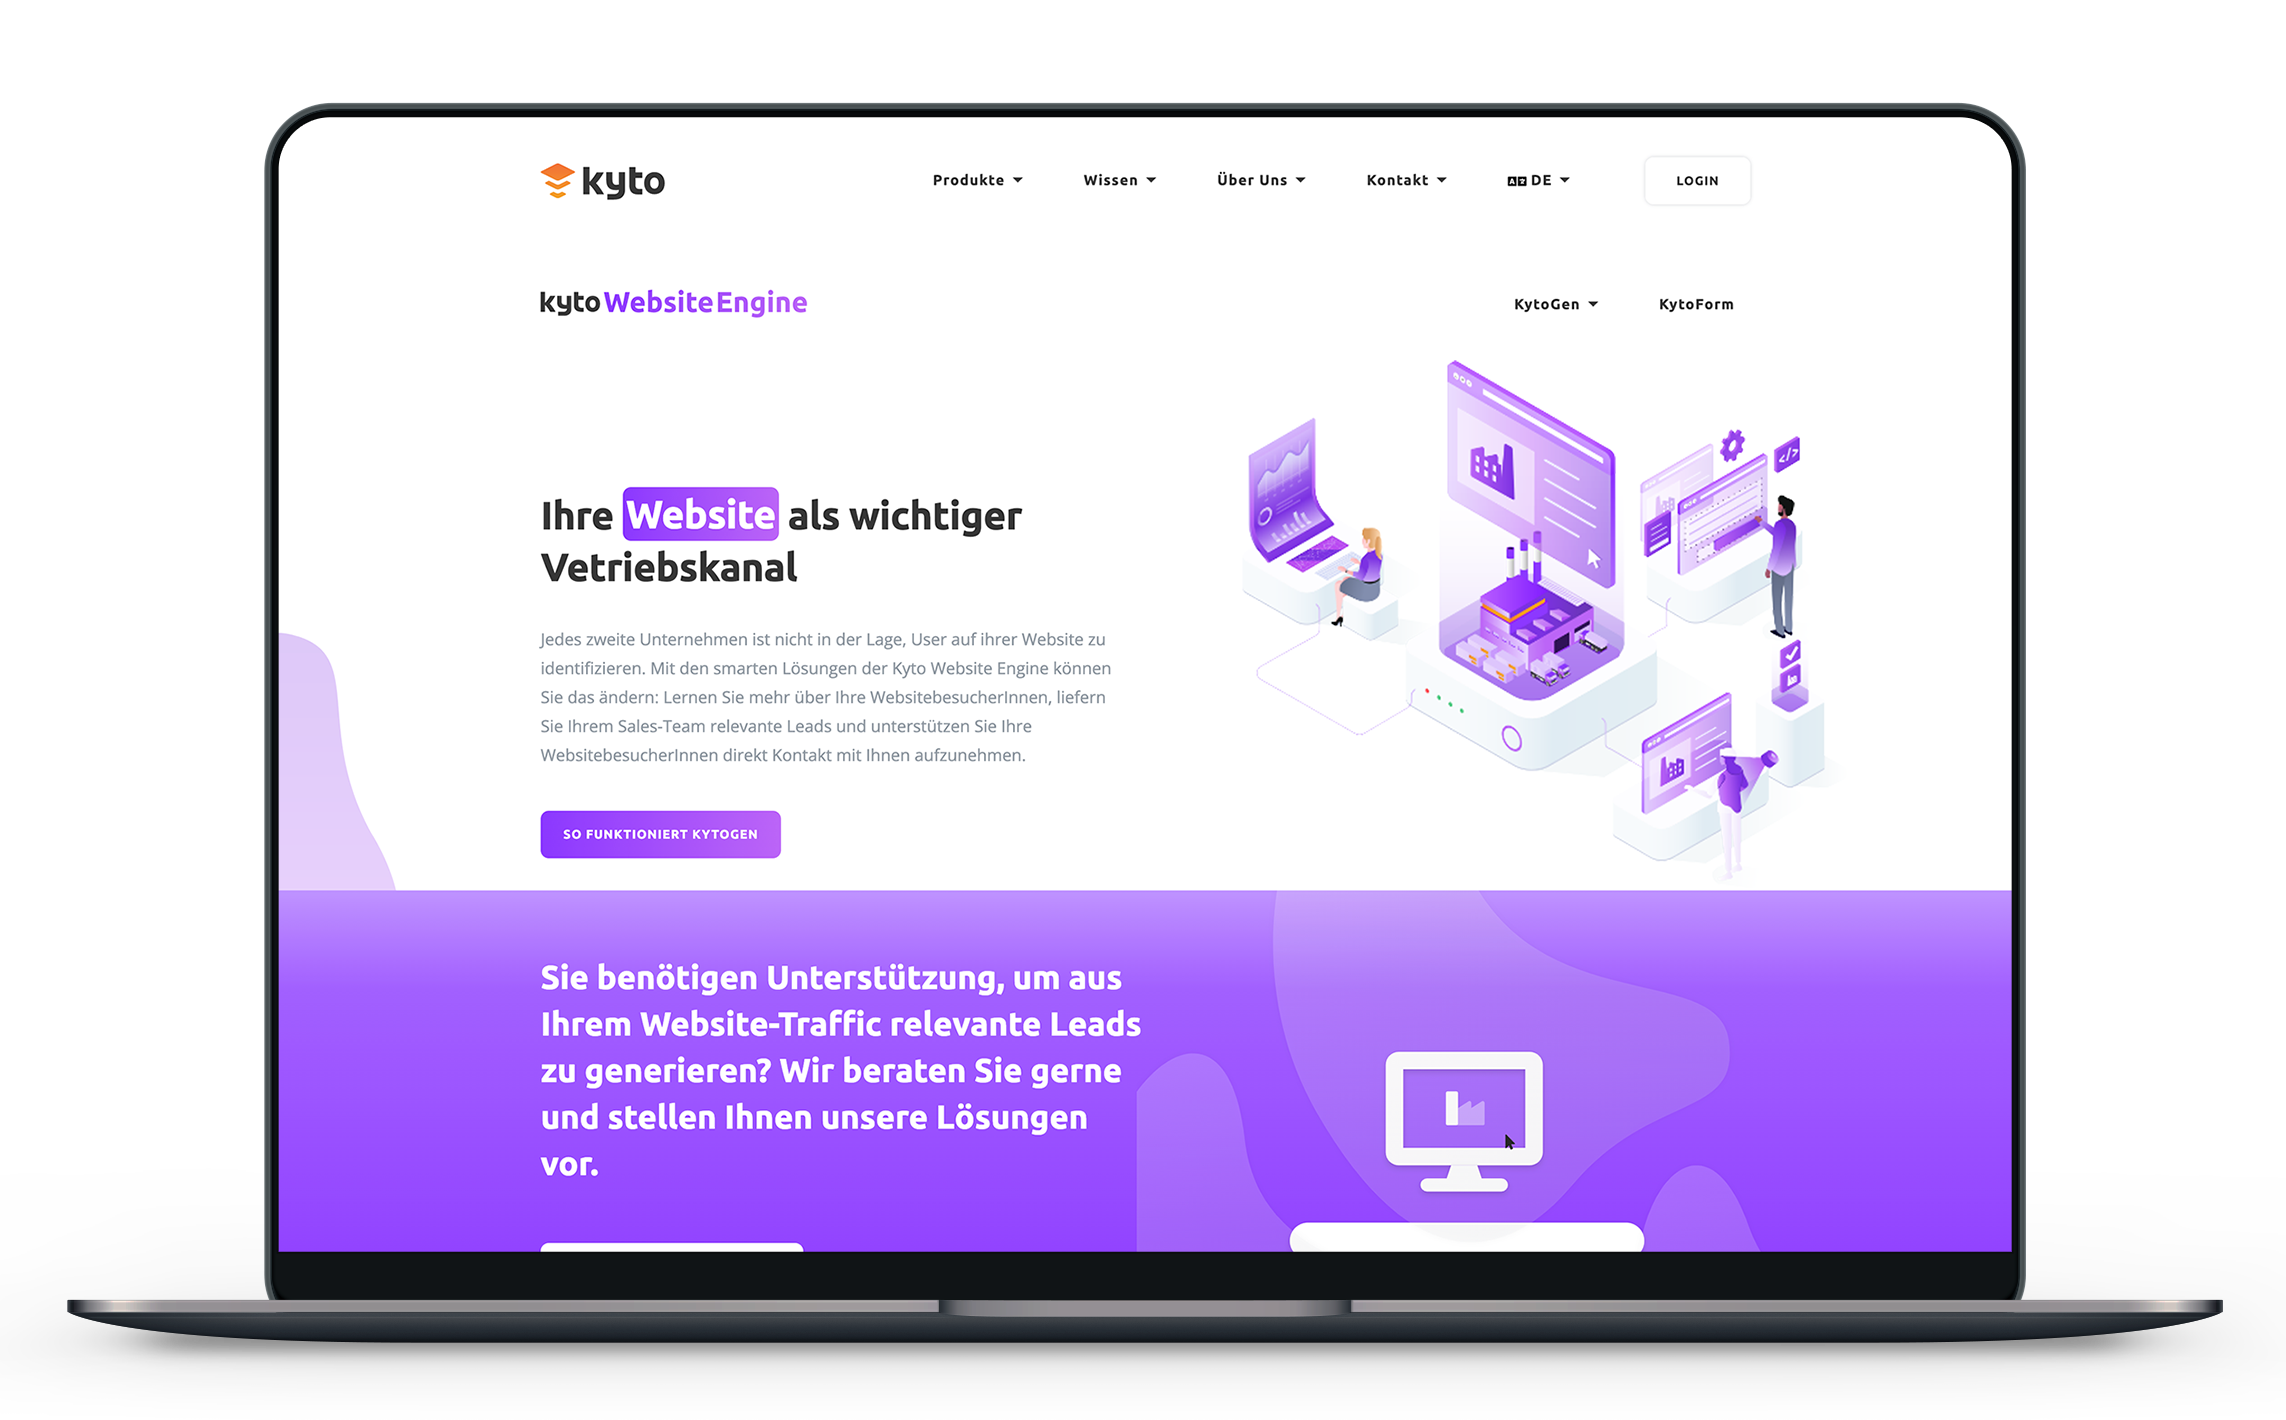 kyto
Produkte
Wissen
Über Uns
Kontakt
DE
LOGIN
kyto WebsiteEngine
KytoGen
KytoForm
Ihre Website als wichtiger
Vetriebskanal
Jedes zweite Unternehmen ist nicht in der Lage, User auf ihrer Website zu
identifizieren. Mit den smarten Lösungen der Kyto Website Engine können
Sie das ändern: Lernen Sie mehr über Ihre WebsitebesucherInnen, liefern
Sie Ihrem Sales-Team relevante Leads und unterstützen Sie Ihre
WebsitebesucherInnen direkt Kontakt mit Ihnen aufzunehmen.
SO FUNKTIONIERT KYTOGEN
Sie benötigen Unterstützung, um aus
Ihrem Website-Traffic relevante Leads
zu generieren? Wir beraten Sie gerne
und stellen Ihnen unsere Lösungen
vor.